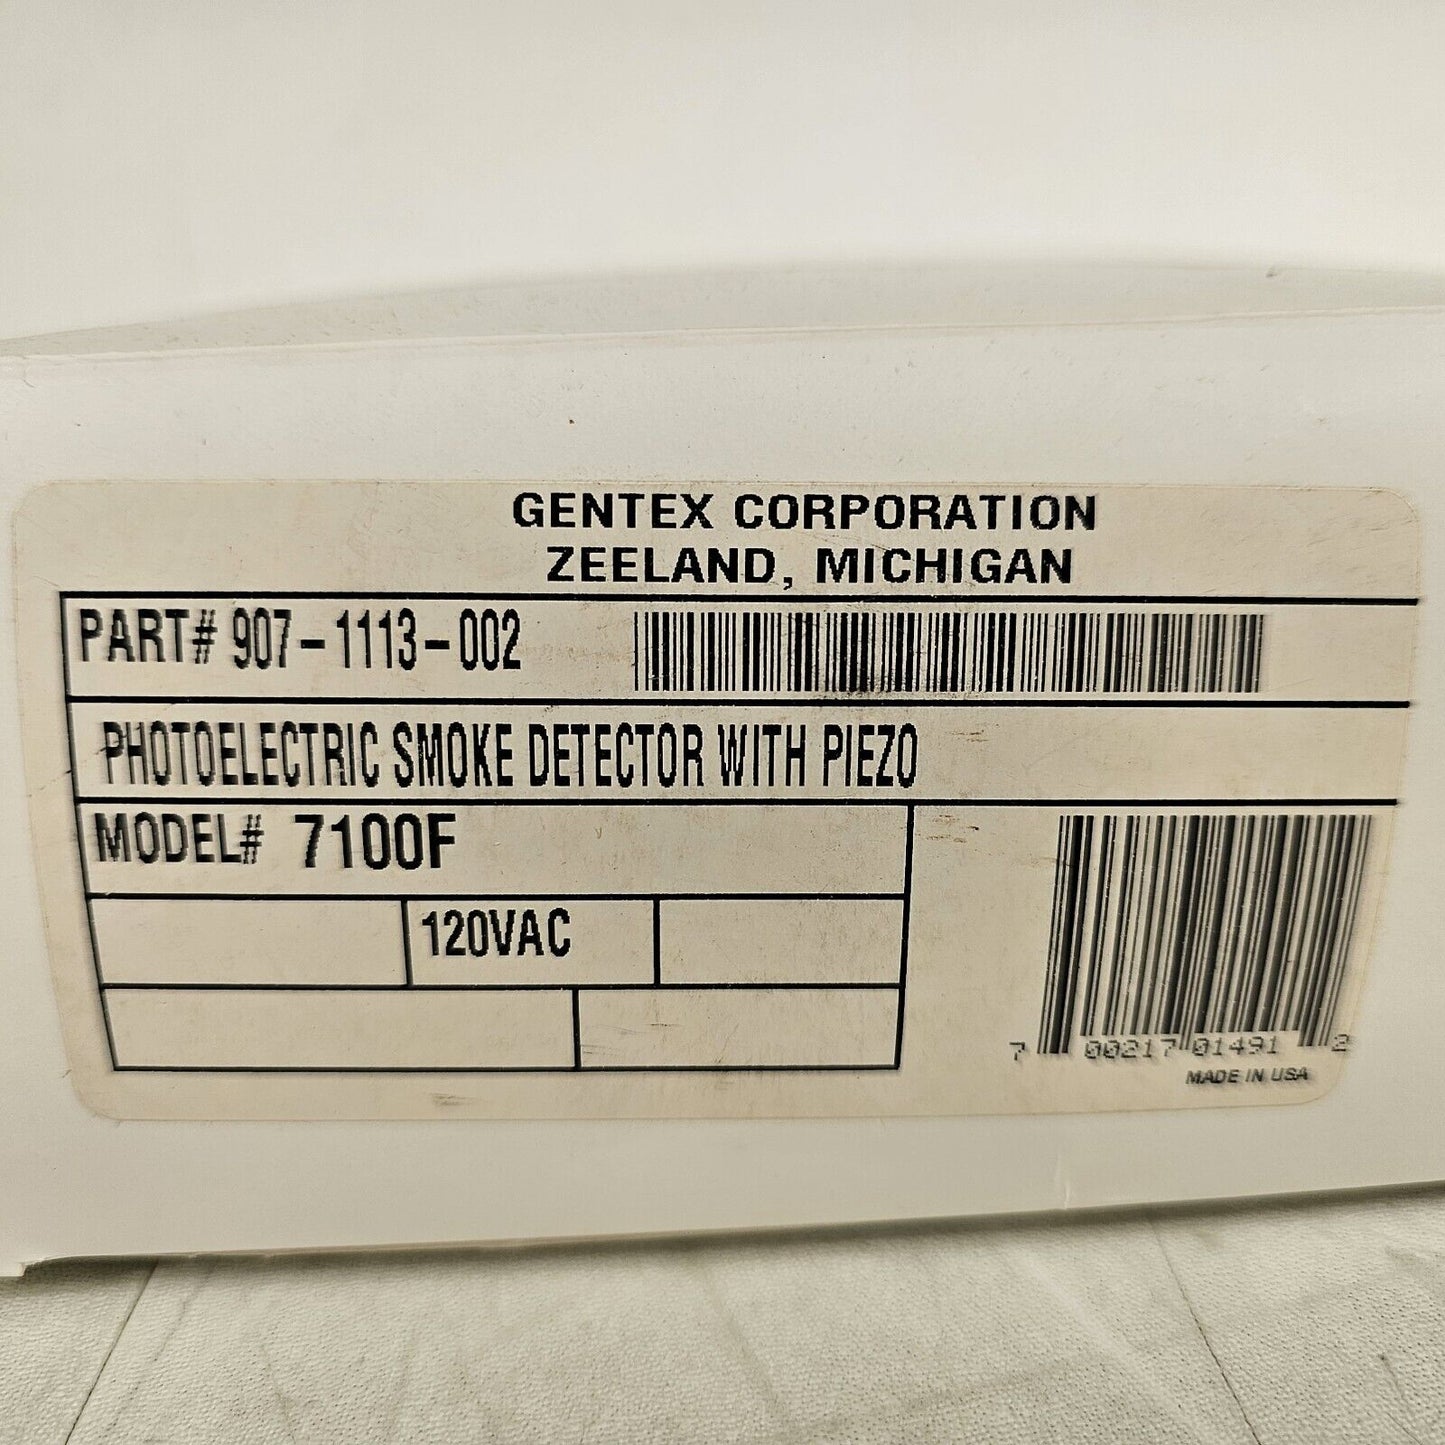 GENTEX CORPORATION
ZEELAND, MICHIGAN
PART# 907-1113-002
PHOTOELECTRIC SMOKE DETECTOR WITH PIEZO
MODEL# 7100F
120VAC
7 00217 01491 2
MADE IN USA